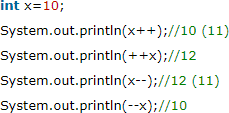 int x=10;
System.out.println(x++);//10 (11)
System.out.println(++x);//12
System.out.println(x--);//12 (11)
System.out.println(--x);//10